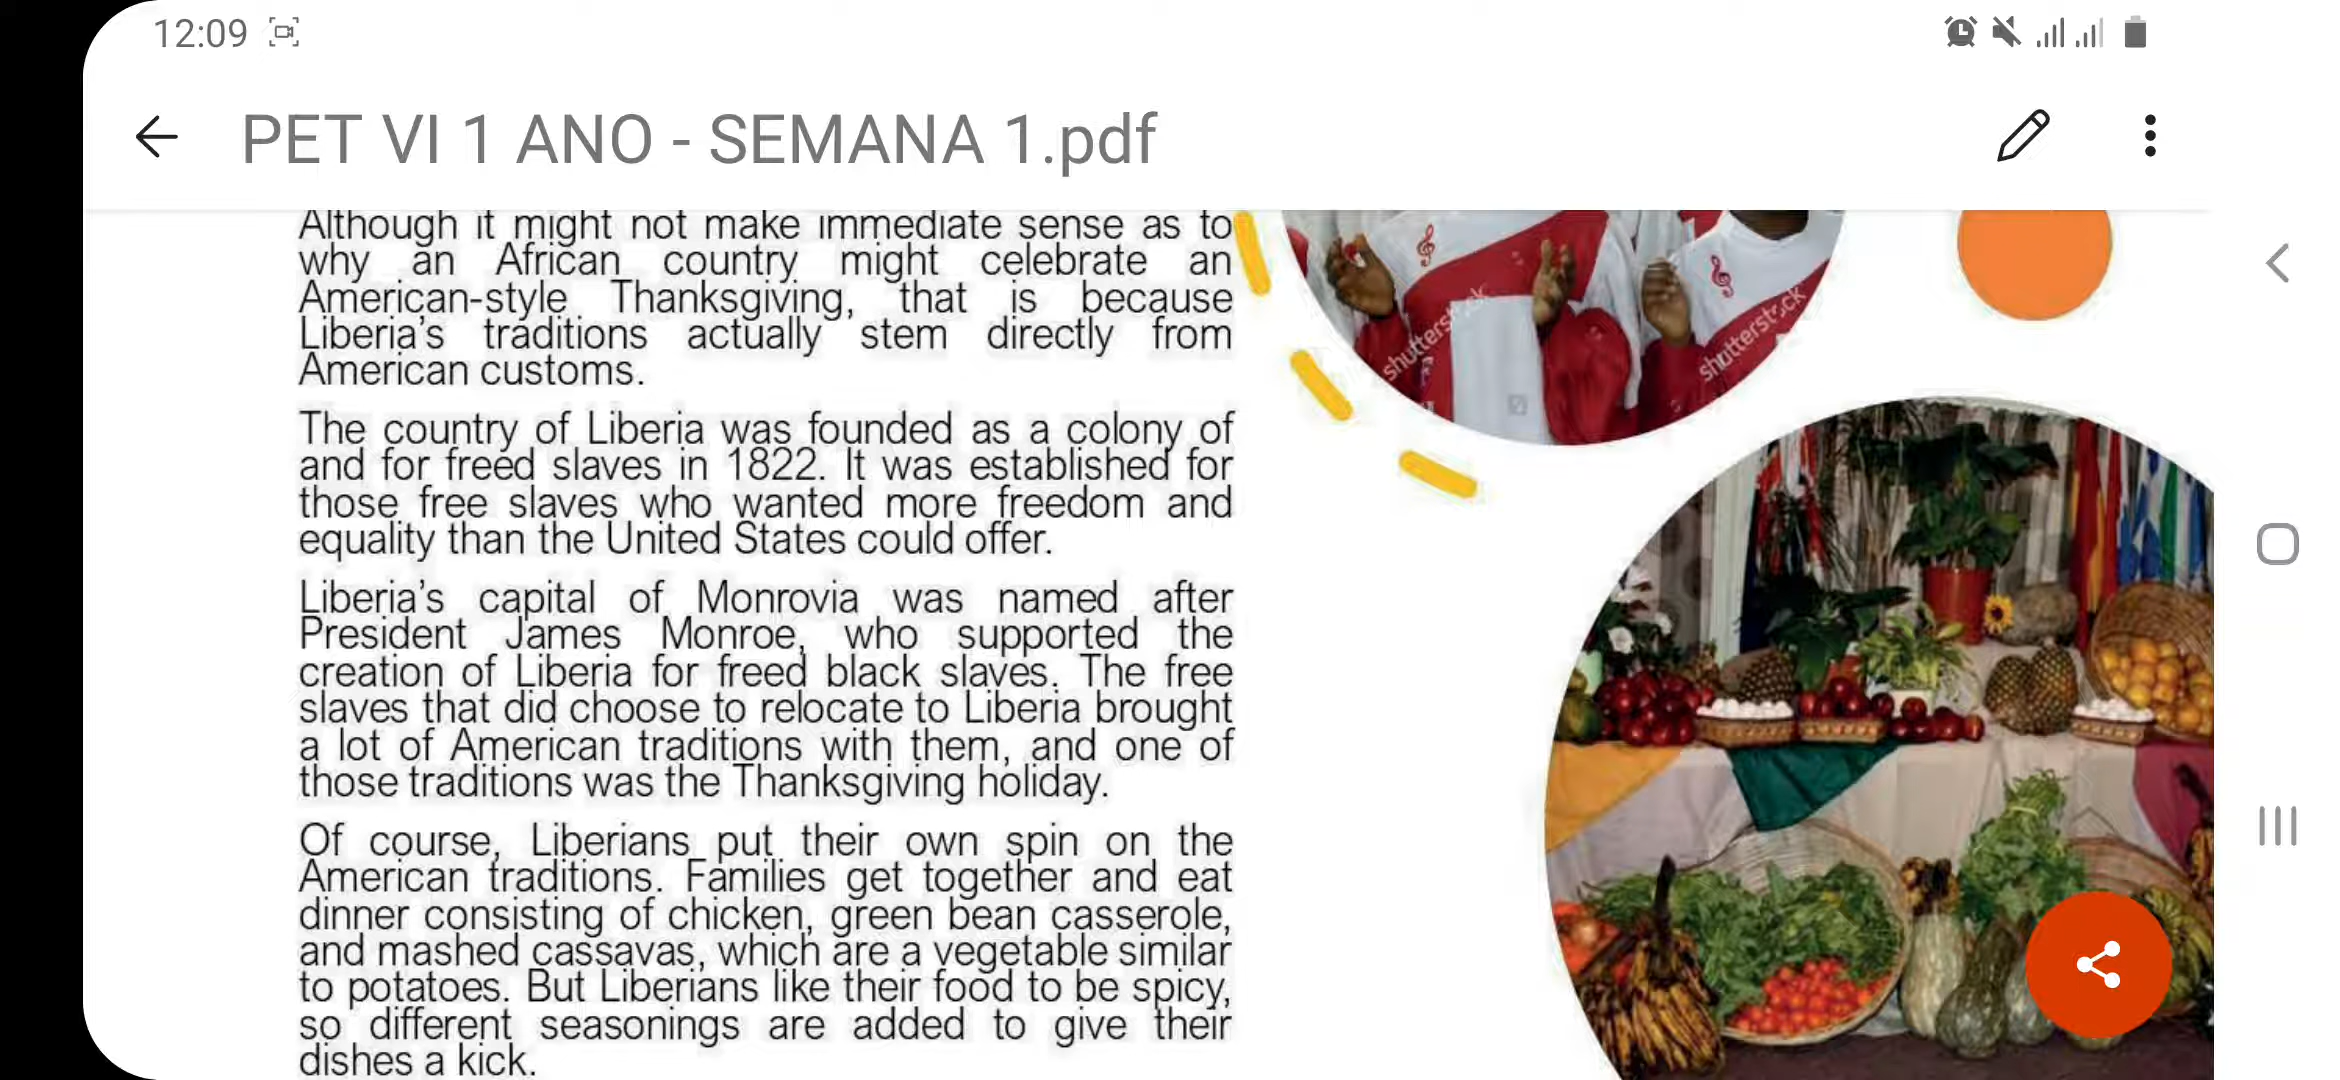 12:09
PET VI 1 ANO - SEMANA 1.pdf
Although it might not make immediate sense as to
why an African country might celebrate an
American-style Thanksgiving, that is because
Liberia's traditions actually stem directly from
American customs.
The country of Liberia was founded as a colony of
and for freed slaves in 1822. It was established for
those free slaves who wanted more freedom and
equality than the United States could offer.
Liberia's capital of Monrovia was named after
President James Monroe, who supported the
creation of Liberia for freed black slaves. The free
slaves that did choose to relocate to Liberia brought
a lot of American traditions with them, and one of
those traditions was the Thanksgiving holiday.
Of course, Liberians put their own spin on the
American traditions. Families get together and eat
dinner consisting of chicken, green bean casserole,
and mashed cassavas, which are a vegetable similar
to potatoes. But Liberians like their food to be spicy,
so different seasonings are added to give their
dishes a kick.
shutterstock
shutterstock